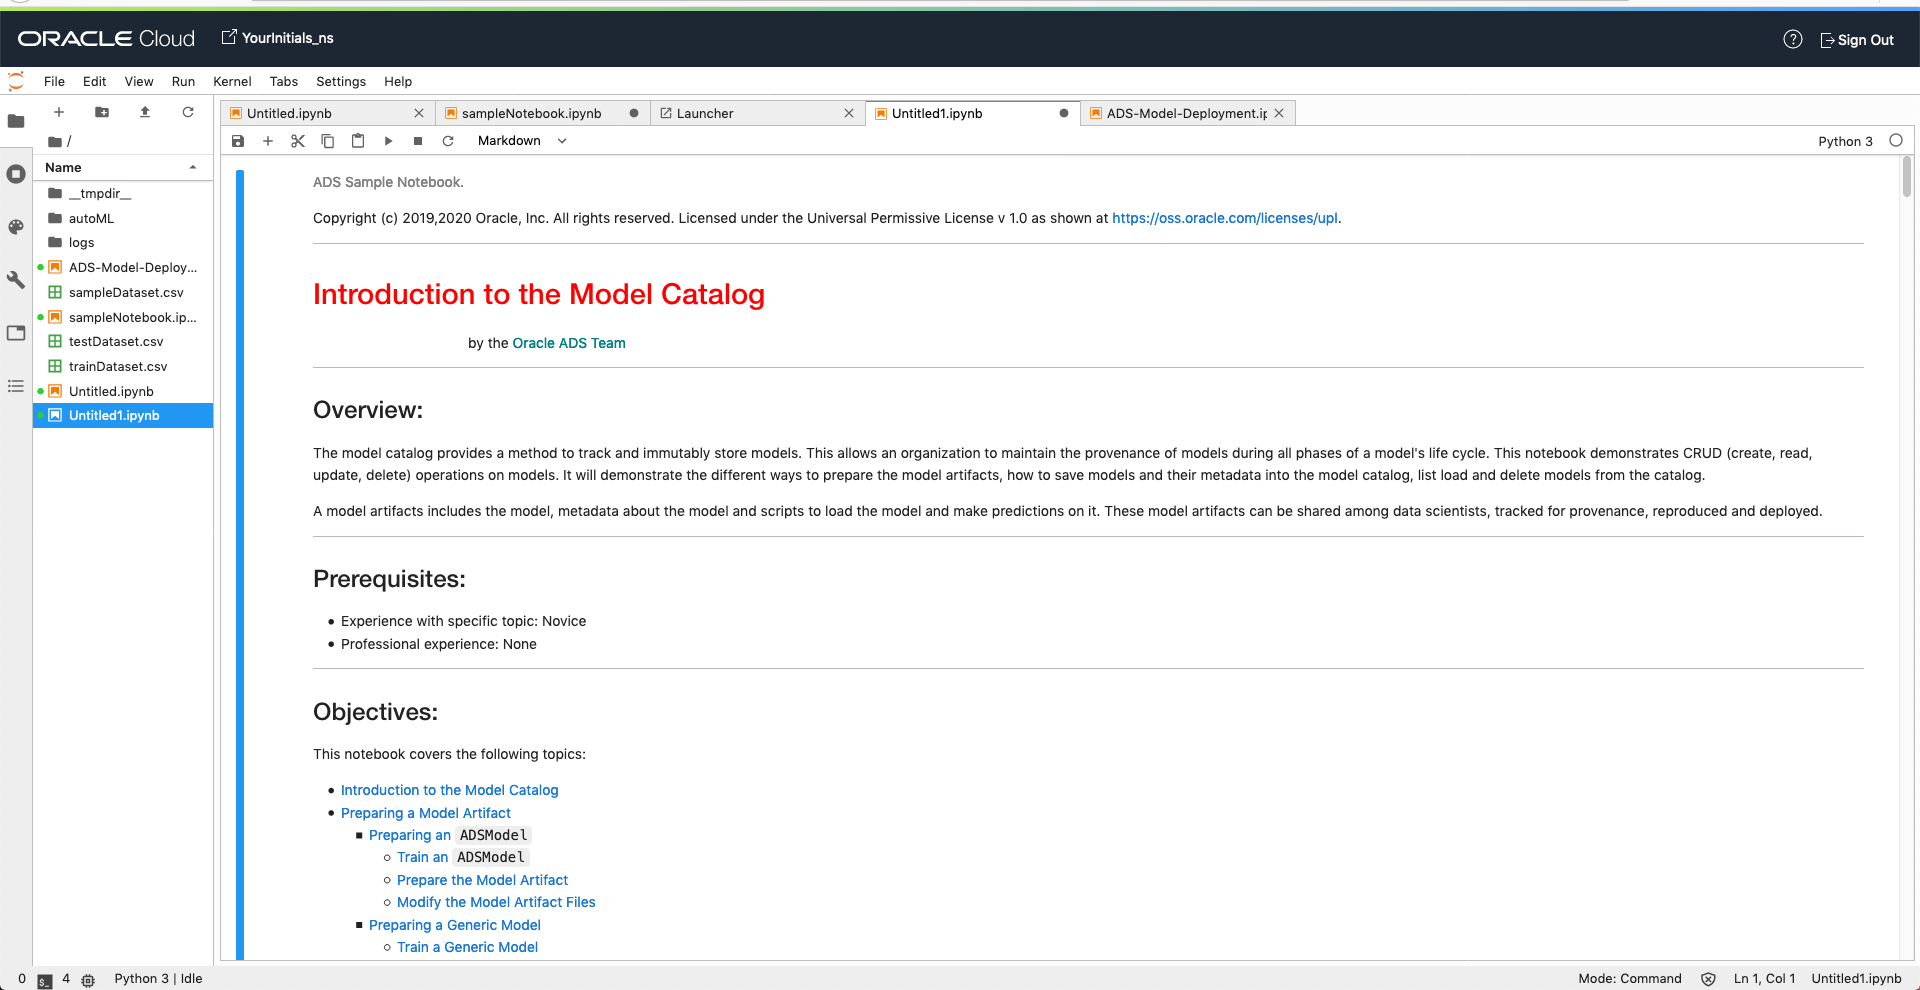 ORACLE Cloud YourInitials_ns Sign Out
File Edit View Run Kernel Tabs Settings Help
Untitled.ipynb sampleNotebook.ipynb Launcher Untitled1.ipynb ADS-Model-Deployment.ip
/
Markdown Python 3
Name
__tmpdir__
autoML
logs
ADS-Model-Deploy...
sampleDataset.csv
sampleNotebook.ip...
testDataset.csv
trainDataset.csv
Untitled.ipynb
Untitled1.ipynb
ADS Sample Notebook.
Copyright (c) 2019,2020 Oracle, Inc. All rights reserved. Licensed under the Universal Permissive License v 1.0 as shown at https://oss.oracle.com/licenses/upl.
Introduction to the Model Catalog
by the Oracle ADS Team
Overview:
The model catalog provides a method to track and immutably store models. This allows an organization to maintain the provenance of models during all phases of a model's life cycle. This notebook demonstrates CRUD (create, read,
update, delete) operations on models. It will demonstrate the different ways to prepare the model artifacts, how to save models and their metadata into the model catalog, list load and delete models from the catalog.
A model artifacts includes the model, metadata about the model and scripts to load the model and make predictions on it. These model artifacts can be shared among data scientists, tracked for provenance, reproduced and deployed.
Prerequisites:
• Experience with specific topic: Novice
• Professional experience: None
Objectives:
This notebook covers the following topics:
• Introduction to the Model Catalog
• Preparing a Model Artifact
▪ Preparing an ADSModel
◦ Train an ADSModel
◦ Prepare the Model Artifact
◦ Modify the Model Artifact Files
▪ Preparing a Generic Model
◦ Train a Generic Model
0 4 Python 3 | Idle Mode: Command Ln 1, Col 1 Untitled1.ipynb